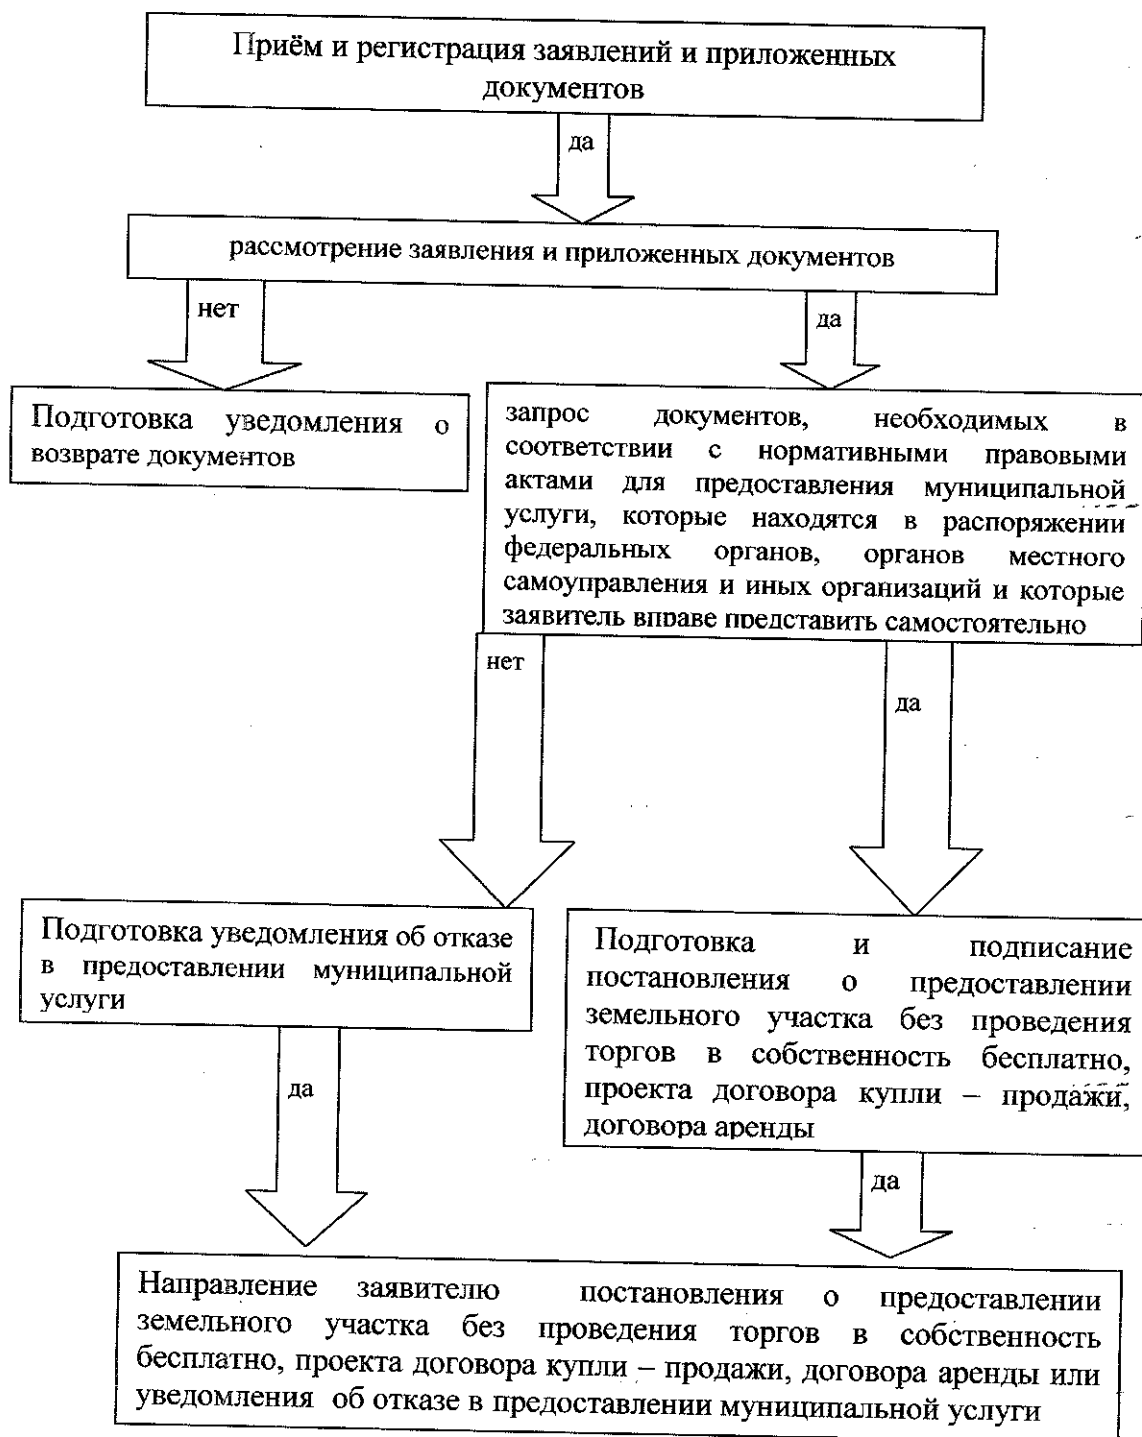 Приём и регистрация заявлений и приложенных
документов
да
рассмотрение заявления и приложенных документов
нет
да
Подготовка уведомления о
возврате документов
запрос документов, необходимых в
соответствии с нормативными правовыми
актами для предоставления муниципальной
услуги, которые находятся в распоряжении
федеральных органов, органов местного
самоуправления и иных организаций и которые
заявитель вправе представить самостоятельно
нет
да
Подготовка уведомления об отказе
в предоставлении муниципальной
услуги
Подготовка и подписание
постановления о предоставлении
земельного участка без проведения
торгов в собственность бесплатно,
проекта договора купли – продажи,
договора аренды
да
да
Направление заявителю постановления о предоставлении
земельного участка без проведения торгов в собственность
бесплатно, проекта договора купли – продажи, договора аренды или
уведомления об отказе в предоставлении муниципальной услуги